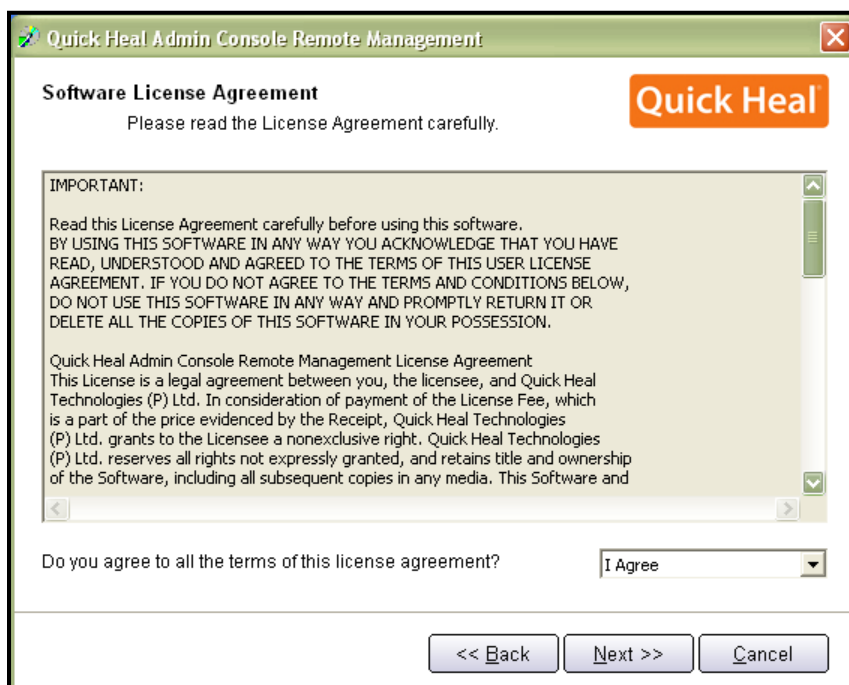 Quick Heal Admin Console Remote Management
Software License Agreement
Please read the License Agreement carefully.
Quick Heal
IMPORTANT:
Read this License Agreement carefully before using this software.
BY USING THIS SOFTWARE IN ANY WAY YOU ACKNOWLEDGE THAT YOU HAVE
READ, UNDERSTOOD AND AGREED TO THE TERMS OF THIS USER LICENSE
AGREEMENT. IF YOU DO NOT AGREE TO THE TERMS AND CONDITIONS BELOW,
DO NOT USE THIS SOFTWARE IN ANY WAY AND PROMPTLY RETURN IT OR
DELETE ALL THE COPIES OF THIS SOFTWARE IN YOUR POSSESSION.
Quick Heal Admin Console Remote Management License Agreement
This License is a legal agreement between you, the licensee, and Quick Heal
Technologies (P) Ltd. In consideration of payment of the License Fee, which
is a part of the price evidenced by the Receipt, Quick Heal Technologies
(P) Ltd. grants to the Licensee a nonexclusive right. Quick Heal Technologies
(P) Ltd. reserves all rights not expressly granted, and retains title and ownership
of the Software, including all subsequent copies in any media. This Software and
Do you agree to all the terms of this license agreement?
I Agree
<< Back
Next >>
Cancel